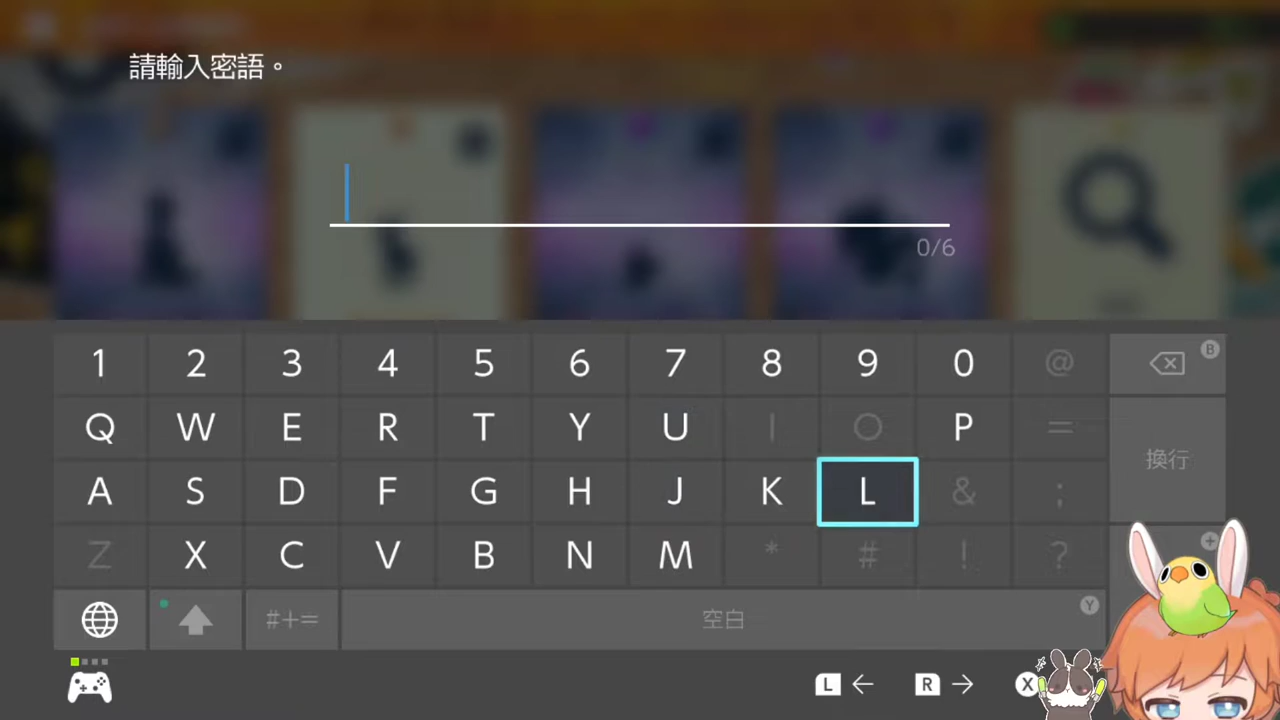 請輸入密語。
0/6
1 2 3 4 5 6 7 8 9 0 @ B
Q W E R T Y U I O P = 換行
A S D F G H J K L & ;
Z X C V B N M * # ! ? +
#+= 空白 Y
L ← R → X